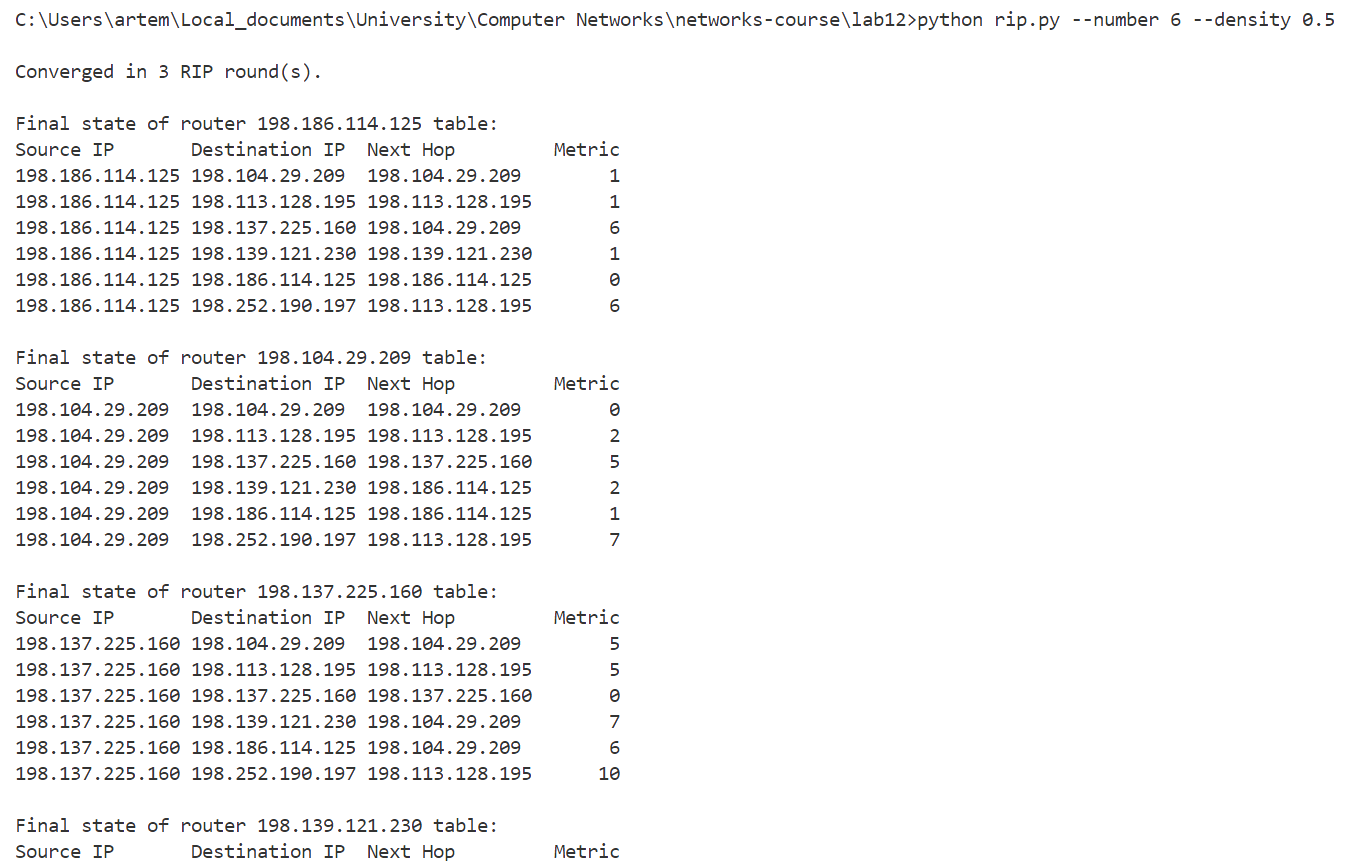 C:\Users\artem\Local_documents\University\Computer Networks\networks-course\lab12>python rip.py --number 6 --density 0.5
Converged in 3 RIP round(s).
Final state of router 198.186.114.125 table:
Source IP       Destination IP  Next Hop         Metric
198.186.114.125 198.104.29.209  198.104.29.209        1
198.186.114.125 198.113.128.195 198.113.128.195       1
198.186.114.125 198.137.225.160 198.104.29.209        6
198.186.114.125 198.139.121.230 198.139.121.230       1
198.186.114.125 198.186.114.125 198.186.114.125       0
198.186.114.125 198.252.190.197 198.113.128.195       6
Final state of router 198.104.29.209 table:
Source IP       Destination IP  Next Hop         Metric
198.104.29.209  198.104.29.209  198.104.29.209        0
198.104.29.209  198.113.128.195 198.113.128.195       2
198.104.29.209  198.137.225.160 198.137.225.160       5
198.104.29.209  198.139.121.230 198.186.114.125       2
198.104.29.209  198.186.114.125 198.186.114.125       1
198.104.29.209  198.252.190.197 198.113.128.195       7
Final state of router 198.137.225.160 table:
Source IP       Destination IP  Next Hop         Metric
198.137.225.160 198.104.29.209  198.104.29.209        5
198.137.225.160 198.113.128.195 198.113.128.195       5
198.137.225.160 198.137.225.160 198.137.225.160       0
198.137.225.160 198.139.121.230 198.104.29.209        7
198.137.225.160 198.186.114.125 198.104.29.209        6
198.137.225.160 198.252.190.197 198.113.128.195      10
Final state of router 198.139.121.230 table:
Source IP       Destination IP  Next Hop         Metric